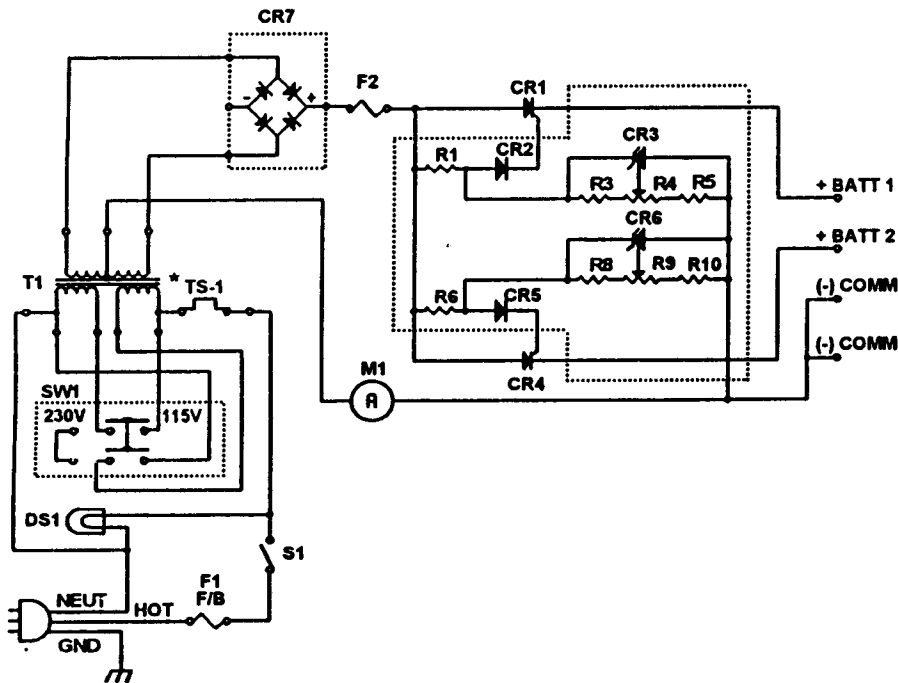 CR7
F2
CR1
- +
CR2
CR3
R1
R3 R4 R5
+ BATT 1
CR6
+ BATT 2
R8 R9 R10
T1
*
TS-1
R6
CR5
(-) COMM
(-) COMM
CR4
M1
A
SW1
230V 115V
DS1
S1
F1
F/B
NEUT
HOT
GND